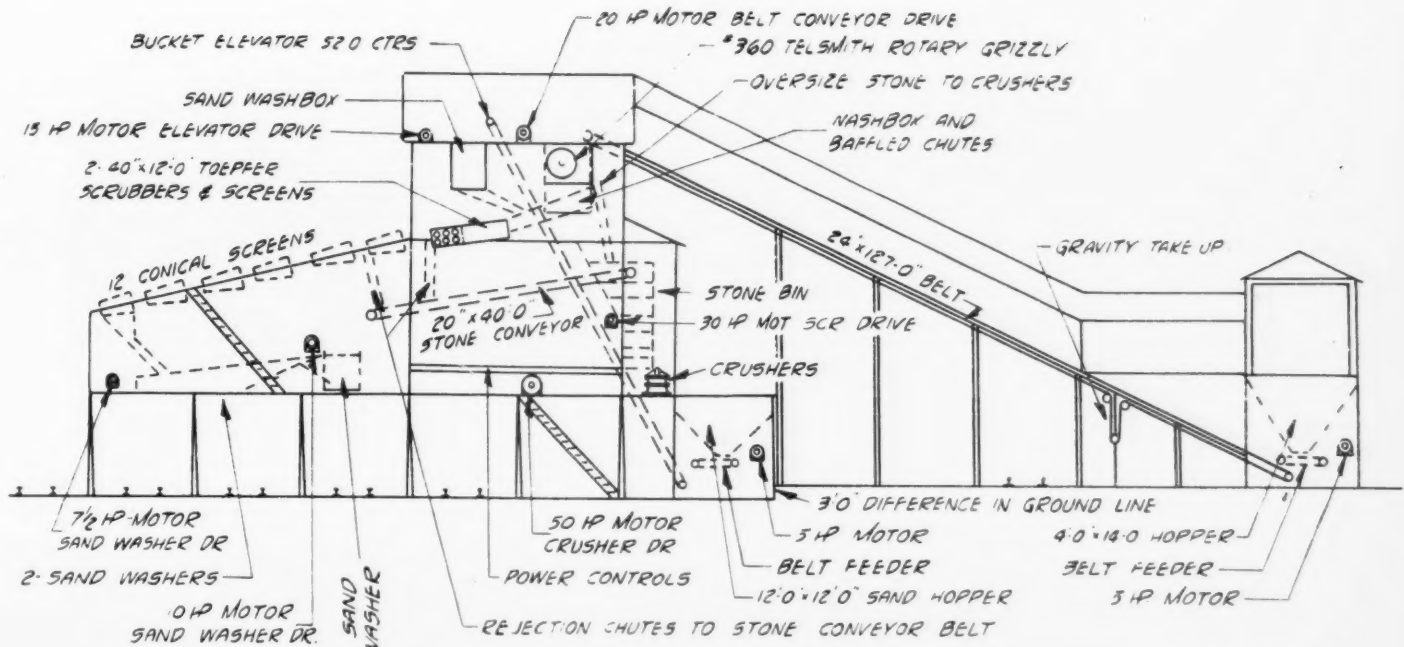 20 HP MOTOR BELT CONVEYOR DRIVE
BUCKET ELEVATOR 52 0 CTRS
#360 TELSMITH ROTARY GRIZZLY
OVERSIZE STONE TO CRUSHERS
SAND WASHBOX
15 HP MOTOR ELEVATOR DRIVE
WASHBOX AND
BAFFLED CHUTES
2-40"x12'-0" TOEPFER
SCRUBBERS & SCREENS
12 CONICAL SCREENS
GRAVITY TAKE UP
24"x127'-0" BELT
STONE BIN
20"x40'0"
STONE CONVEYOR
30 HP MOT SCR DRIVE
CRUSHERS
3'0" DIFFERENCE IN GROUND LINE
7½ HP-MOTOR
SAND WASHER DR
50 HP MOTOR
CRUSHER DR
5 HP MOTOR
4'-0"x14'-0 HOPPER
2-SAND WASHERS
POWER CONTROLS
BELT FEEDER
BELT FEEDER
12'0"x12'0" SAND HOPPER
3 HP MOTOR
0 HP MOTOR
SAND WASHER DR.
SAND
WASHER
REJECTION CHUTES TO STONE CONVEYOR BELT